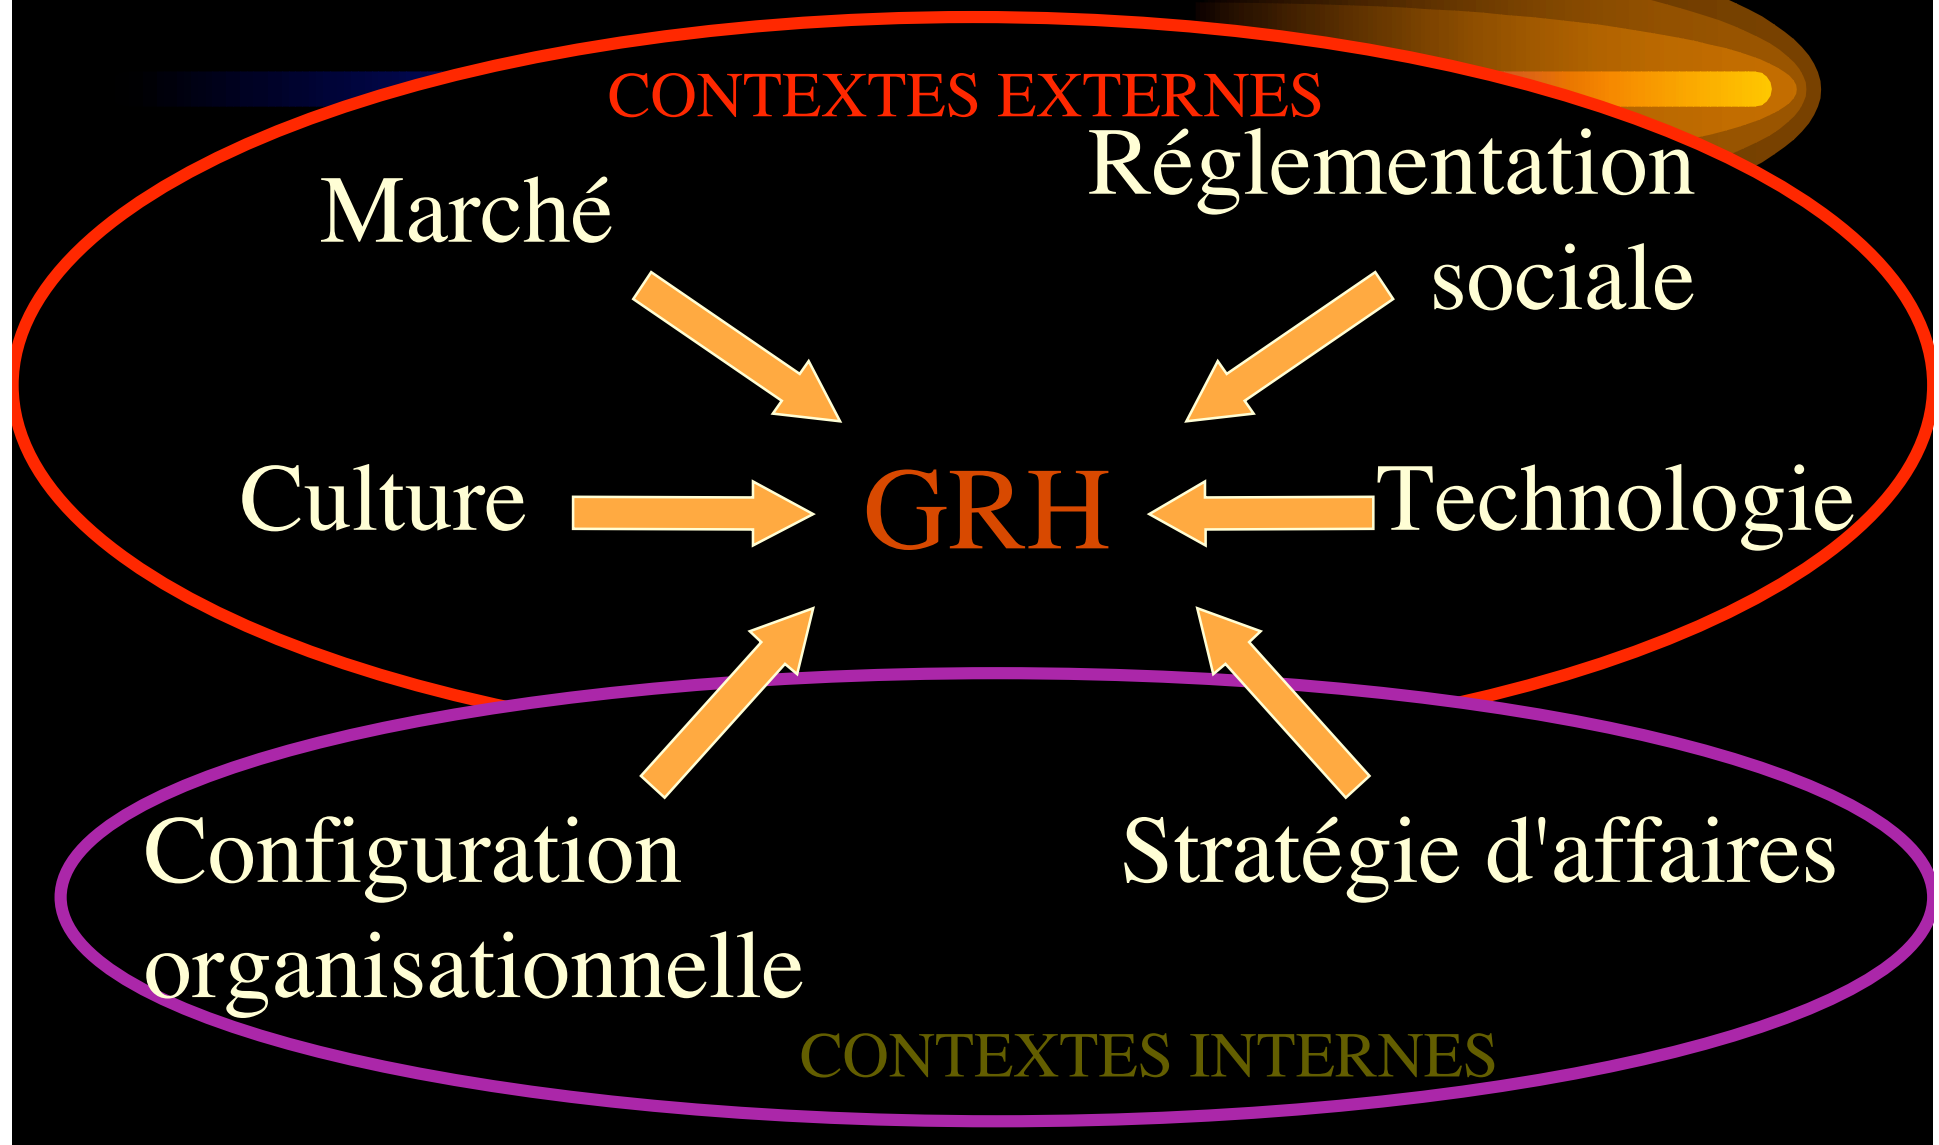 CONTEXTES EXTERNES
Marché
Réglementation
sociale
Culture
GRH
Technologie
Configuration
organisationnelle
Stratégie d'affaires
CONTEXTES INTERNES